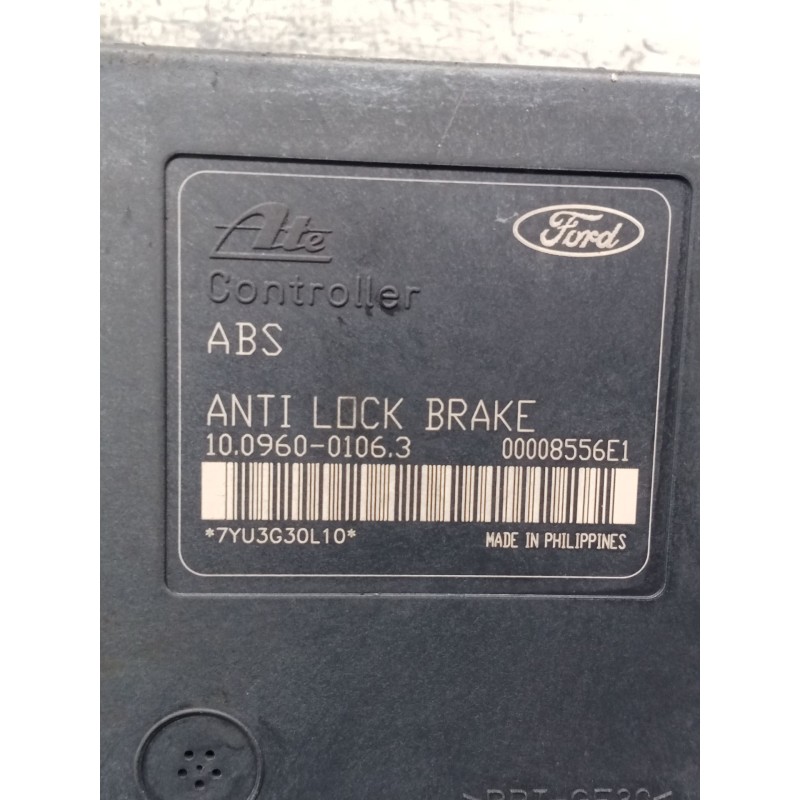 Ate
Ford
Controller
ABS
ANTI LOCK BRAKE
10.0960-0106.3 00008556E1
*7YU3G30L10*
MADE IN PHILIPPINES